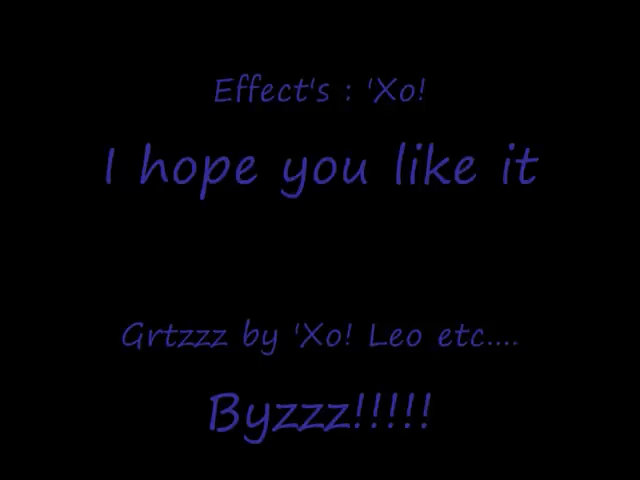 Effect's : 'Xo!
I hope you like it
Grtzzz by 'Xo! Leo etc....
Byzzz!!!!!